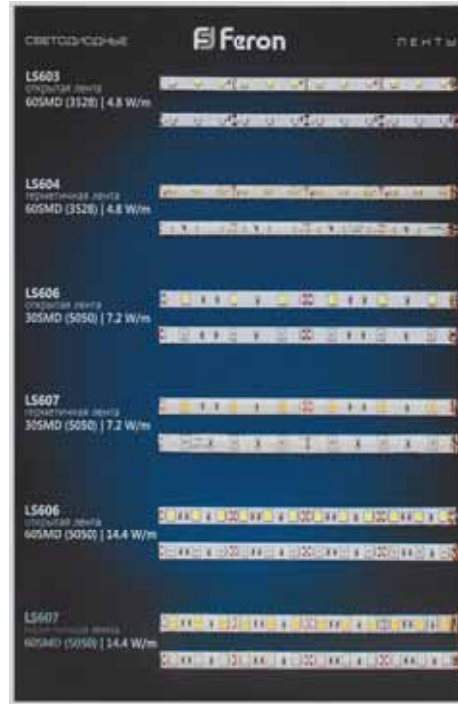 СВЕТОДИОДНЫЕ
Feron
ЛЕНТЫ
LS603
открытая лента
60SMD (3528) | 4.8 W/m
LS604
герметичная лента
60SMD (3528) | 4.8 W/m
LS606
открытая лента
30SMD (5050) | 7.2 W/m
LS607
герметичная лента
30SMD (5050) | 7.2 W/m
LS606
открытая лента
60SMD (5050) | 14.4 W/m
LS607
герметичная лента
60SMD (5050) | 14.4 W/m